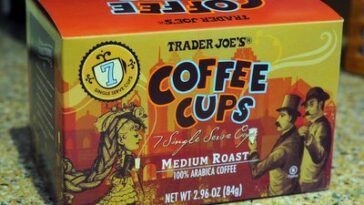 TRADER JOE'S
TRADER JOE'S®
7
SINGLE SERVE CUPS
COFFEE
CUPS
7 Single Serve Cups
MEDIUM ROAST
100% ARABICA COFFEE
NET WT 2.96 OZ (84g)